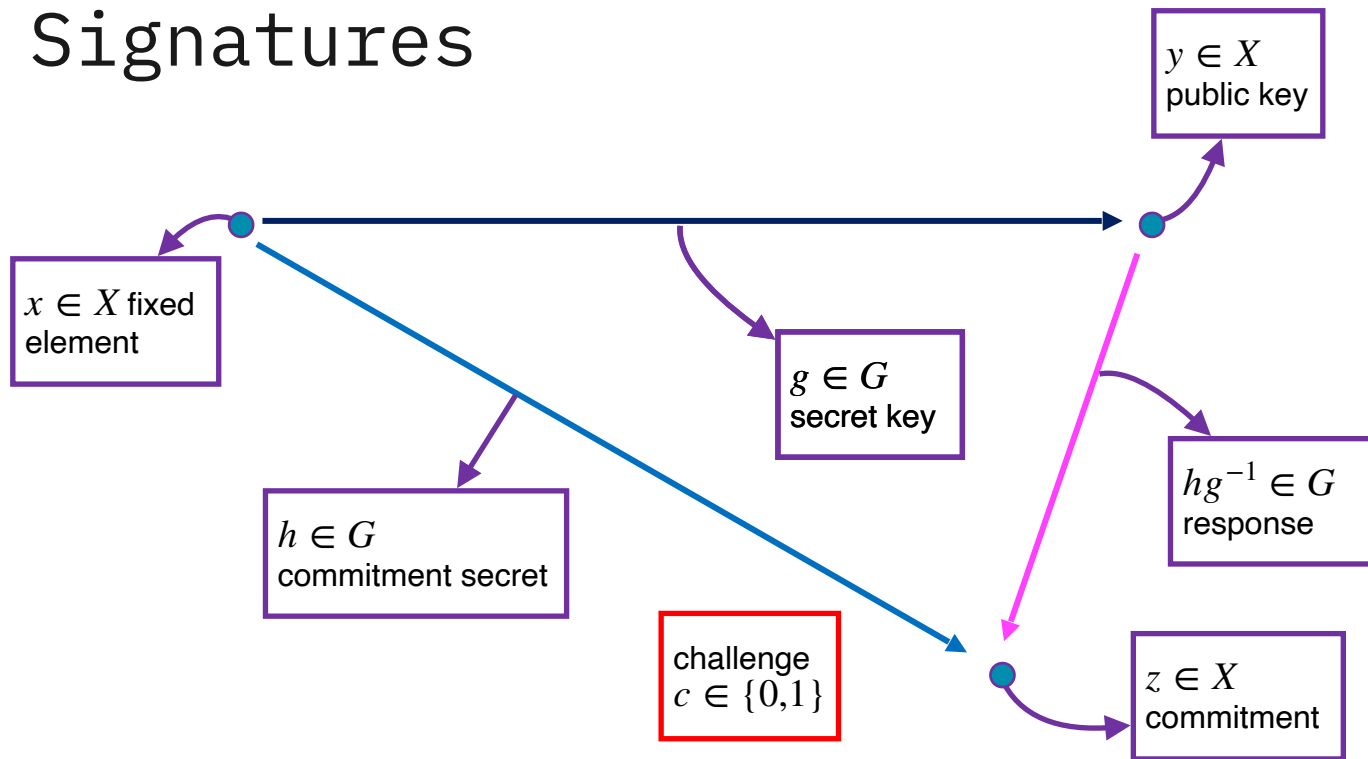 Signatures
y ∈ X
public key
x ∈ X fixed
element
g ∈ G
secret key
hg⁻¹ ∈ G
response
h ∈ G
commitment secret
challenge
c ∈ {0,1}
z ∈ X
commitment